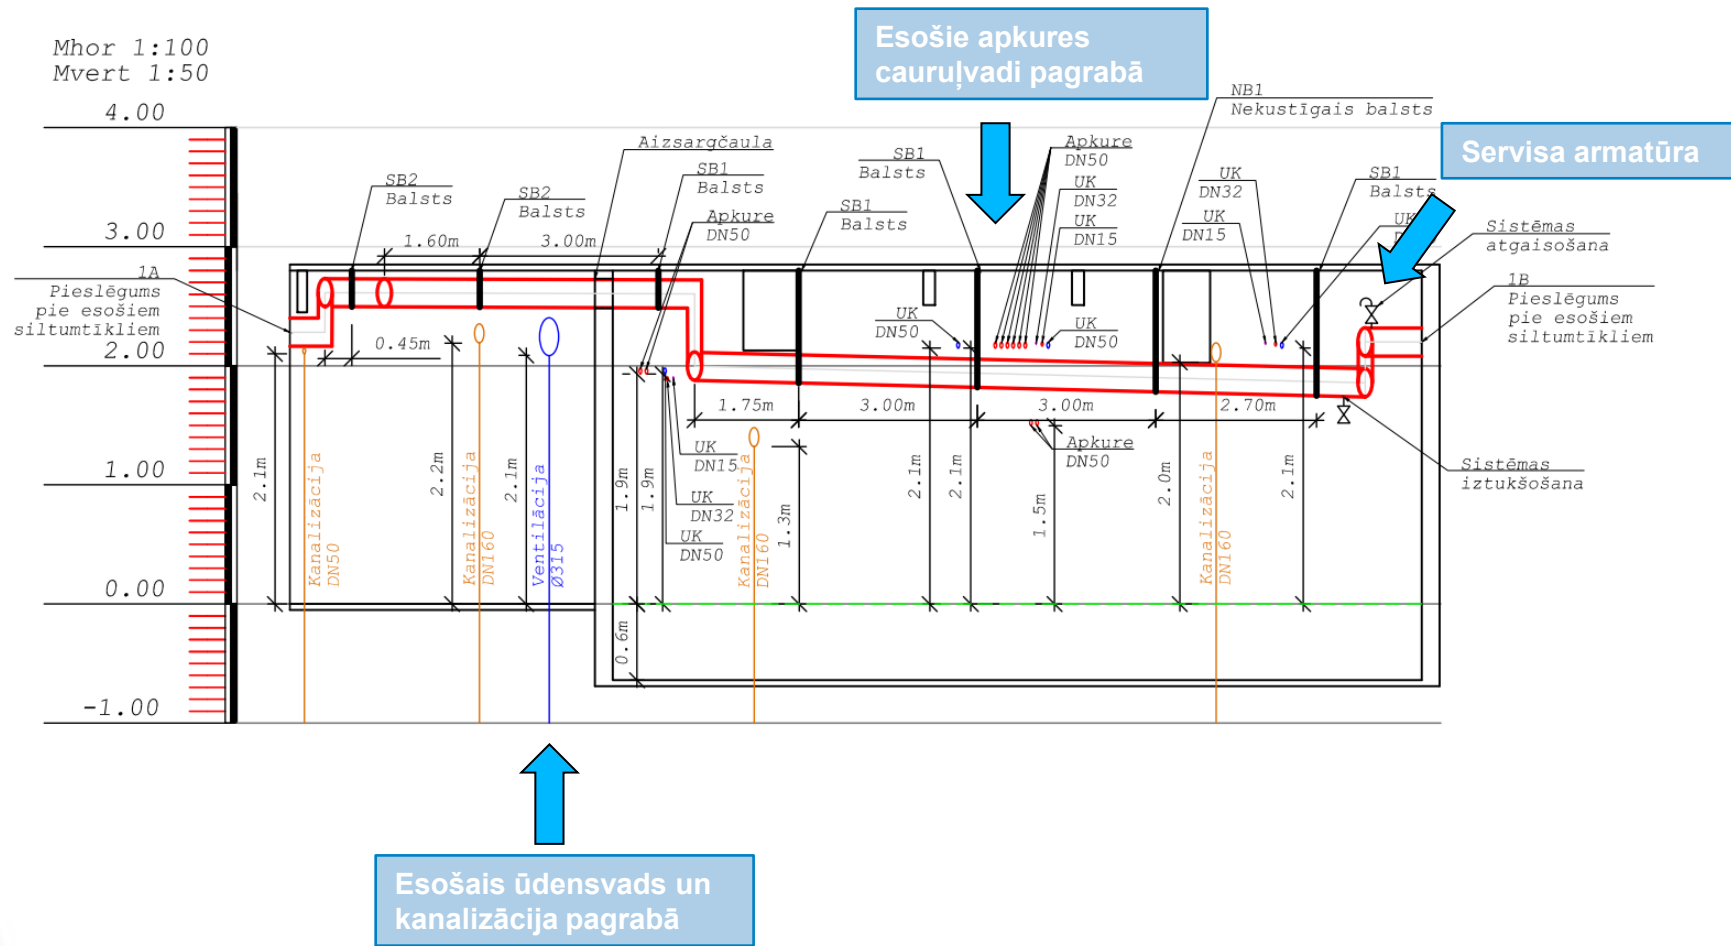 Mhor 1:100
Mvert 1:50
4.00
3.00
2.00
1.00
0.00
-1.00
Esošie apkures
cauruļvadi pagrabā
Servisa armatūra
NB1
Nekustīgais balsts
Aizsargčaula
SB2
Balsts
SB2
Balsts
SB1
Balsts
Apkure
DN50
SB1
Balsts
SB1
Balsts
Apkure
DN50
UK
DN32
UK
DN15
UK
DN32
UK
DN15
SB1
Balsts
Sistēmas
atgaisošana
1A
Pieslēgums
pie esošiem
siltumtīkliem
1B
Pieslēgums
pie esošiem
siltumtīkliem
1.60m
3.00m
0.45m
UK
DN50
UK
DN50
1.75m
3.00m
3.00m
2.70m
Apkure
DN50
UK
DN15
UK
DN32
UK
DN50
Sistēmas
iztukšošana
2.1m
Kanalizācija
DN50
2.2m
Kanalizācija
DN160
2.1m
Ventilācija
Ø315
1.9m
1.9m
0.6m
Kanalizācija
DN160
1.3m
2.1m
2.1m
1.5m
2.0m
Kanalizācija
DN160
2.1m
Esošais ūdensvads un
kanalizācija pagrabā